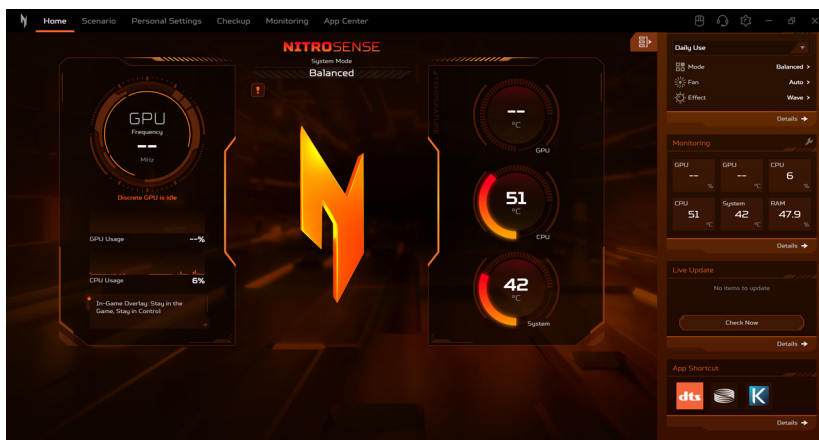 Home Scenario Personal Settings Checkup Monitoring App Center
NITROSENSE
System Mode
Balanced
GPU
Frequency
--
MHz
Discrete GPU is idle
GPU Usage --%
CPU Usage 6%
In-Game Overlay: Stay in the
Game, Stay in Control
TEMPERATURE
--
°C
GPU
51
°C
CPU
42
°C
System
Daily Use
Mode Balanced >
Fan Auto >
Effect Wave >
Details
Monitoring
GPU GPU CPU
-- -- 6
% °C %
CPU System RAM
51 42 47.9
°C °C %
Details
Live Update
No items to update
Check Now
Details
App Shortcut
dts
K
Details